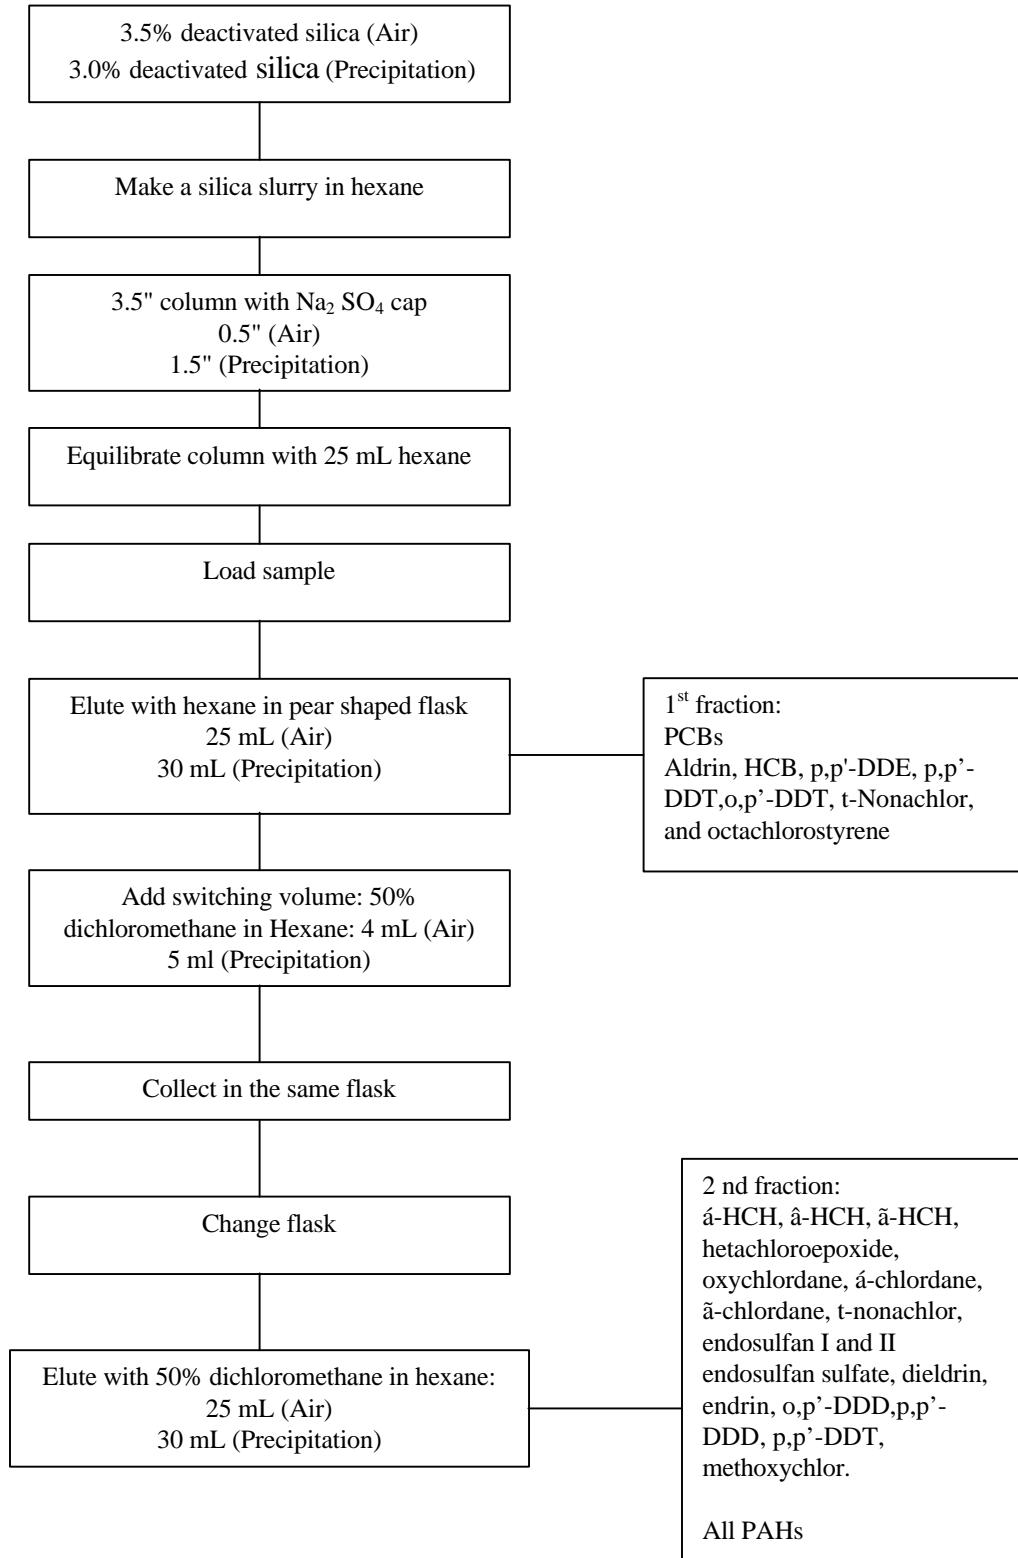 3.5% deactivated silica (Air)
3.0% deactivated silica (Precipitation)
Make a silica slurry in hexane
3.5" column with Na₂ SO₄ cap
0.5" (Air)
1.5" (Precipitation)
Equilibrate column with 25 mL hexane
Load sample
Elute with hexane in pear shaped flask
25 mL (Air)
30 mL (Precipitation)
1st fraction:
PCBs
Aldrin, HCB, p,p'-DDE, p,p’-
DDT,o,p’-DDT, t-Nonachlor,
and octachlorostyrene
Add switching volume: 50%
dichloromethane in Hexane: 4 mL (Air)
5 ml (Precipitation)
Collect in the same flask
Change flask
Elute with 50% dichloromethane in hexane:
25 mL (Air)
30 mL (Precipitation)
2 nd fraction:
á-HCH, â-HCH, ã-HCH,
hetachloroepoxide,
oxychlordane, á-chlordane,
ã-chlordane, t-nonachlor,
endosulfan I and II
endosulfan sulfate, dieldrin,
endrin, o,p’-DDD,p,p’-
DDD, p,p’-DDT,
methoxychlor.
All PAHs